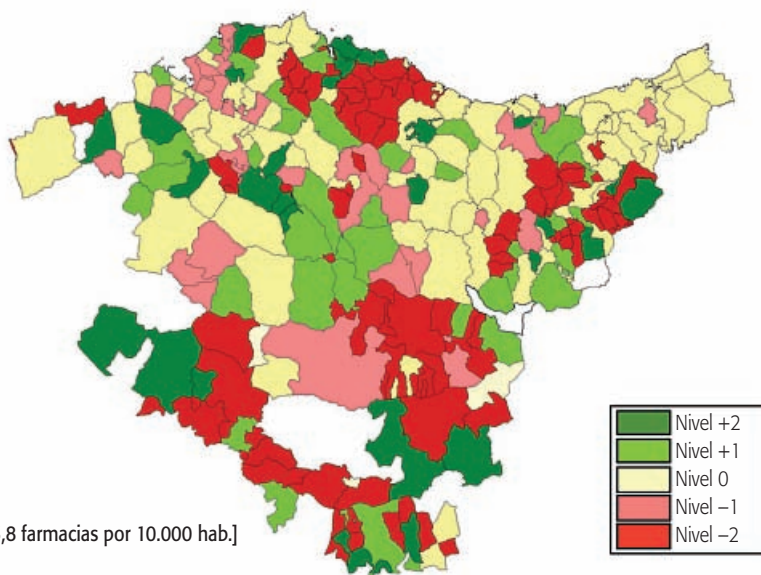 Nivel +2
Nivel +1
Nivel 0
Nivel −1
Nivel −2
,8 farmacias por 10.000 hab.]